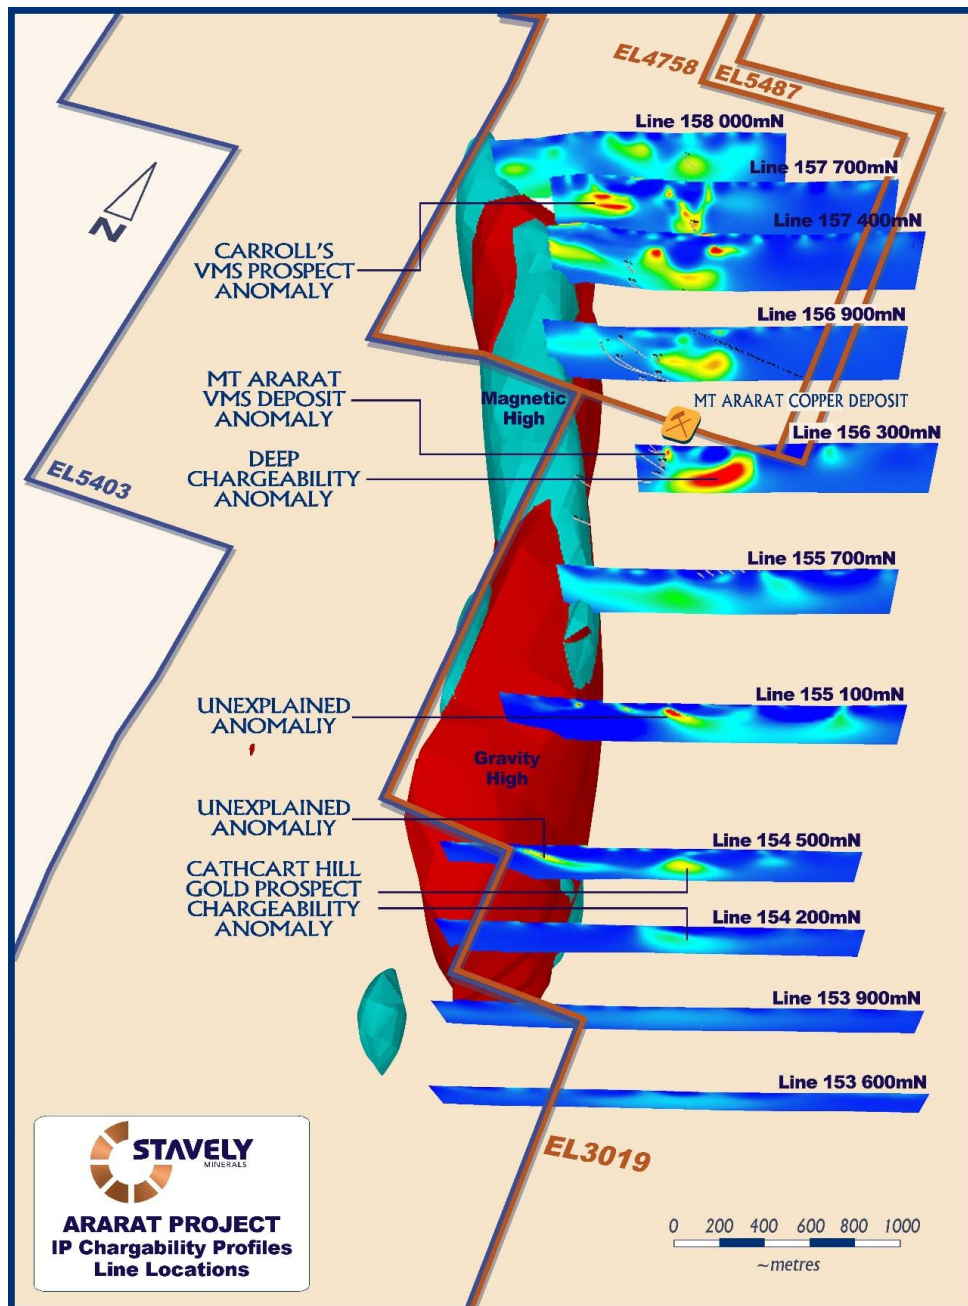 EL4758
EL5487
Line 158 000mN
Line 157 700mN
Line 157 400mN
N
CARROLL'S
VMS PROSPECT
ANOMALY
Line 156 900mN
MT ARARAT
VMS DEPOSIT
ANOMALY
Magnetic
High
MT ARARAT COPPER DEPOSIT
Line 156 300mN
DEEP
CHARGEABILITY
ANOMALY
EL5403
Line 155 700mN
UNEXPLAINED
ANOMALIY
Line 155 100mN
Gravity
High
UNEXPLAINED
ANOMALIY
Line 154 500mN
CATHCART HILL
GOLD PROSPECT
CHARGEABILITY
ANOMALY
Line 154 200mN
Line 153 900mN
Line 153 600mN
EL3019
STAVELY
MINERALS
ARARAT PROJECT
IP Chargability Profiles
Line Locations
0 200 400 600 800 1000
~metres